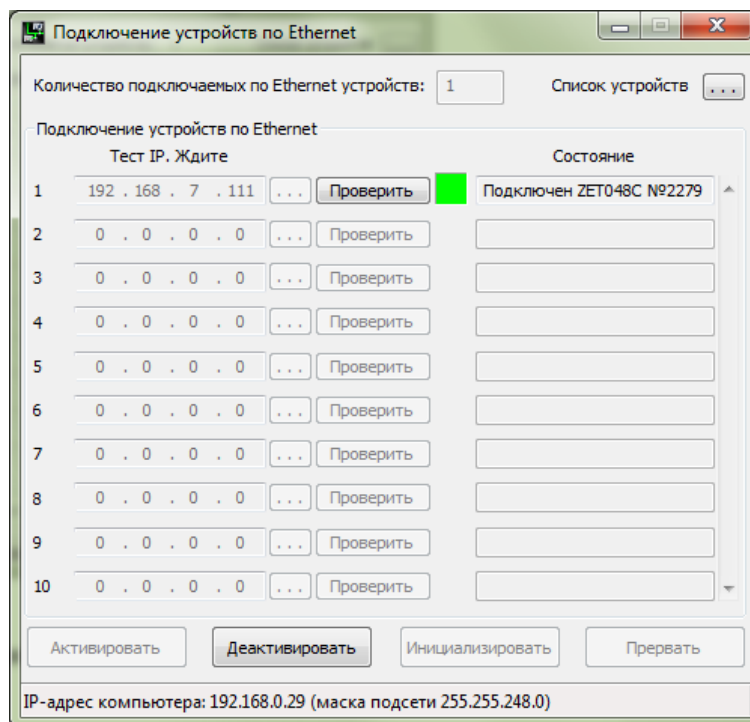 Подключение устройств по Ethernet
Количество подключаемых по Ethernet устройств: 1 Список устройств ...
Подключение устройств по Ethernet
Тест IP. Ждите Состояние
1 192 . 168 . 7 . 111 ... Проверить Подключен ZET048C №2279
2 0 . 0 . 0 . 0 ... Проверить
3 0 . 0 . 0 . 0 ... Проверить
4 0 . 0 . 0 . 0 ... Проверить
5 0 . 0 . 0 . 0 ... Проверить
6 0 . 0 . 0 . 0 ... Проверить
7 0 . 0 . 0 . 0 ... Проверить
8 0 . 0 . 0 . 0 ... Проверить
9 0 . 0 . 0 . 0 ... Проверить
10 0 . 0 . 0 . 0 ... Проверить
Активировать Деактивировать Инициализировать Прервать
IP-адрес компьютера: 192.168.0.29 (маска подсети 255.255.248.0)